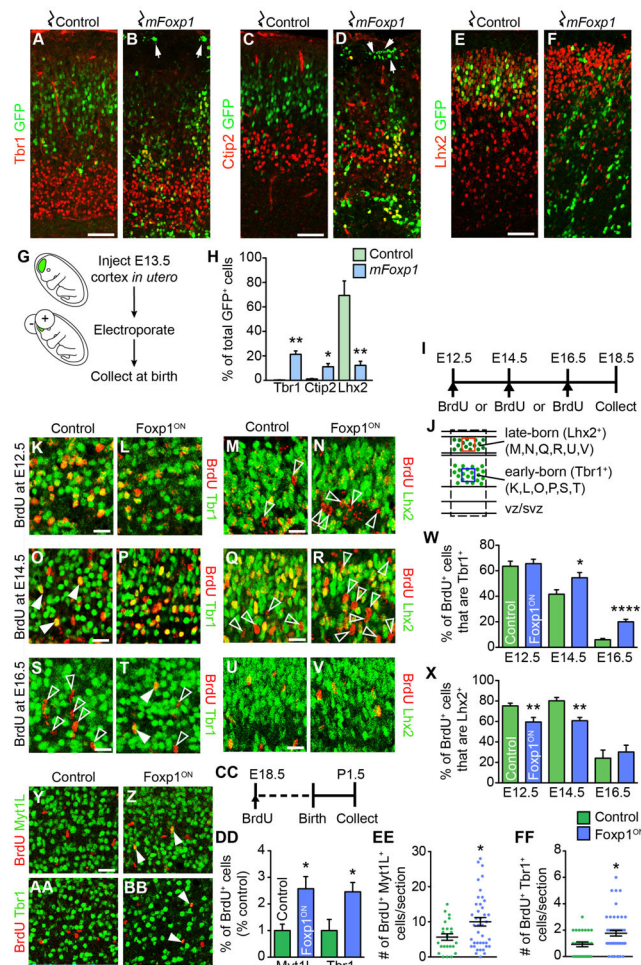 Control mFoxp1 Control mFoxp1 Control mFoxp1
A B C D E F
Tbr1 GFP
Ctip2 GFP
Lhx2 GFP
G
Inject E13.5
cortex in utero
Electroporate
Collect at birth
- +
H
Control
mFoxp1
% of total GFP+ cells
100
80
60
40
20
0
** * **
Tbr1 Ctip2 Lhx2
I
E12.5 E14.5 E16.5 E18.5
BrdU or BrdU or BrdU Collect
J
late-born (Lhx2+)
(M,N,Q,R,U,V)
early-born (Tbr1+)
(K,L,O,P,S,T)
vz/svz
Control Foxp1ON Control Foxp1ON
BrdU at E12.5
K L M N
BrdU Tbr1
BrdU Lhx2
BrdU at E14.5
O P Q R
BrdU Tbr1
BrdU Lhx2
BrdU at E16.5
S T U V
BrdU Tbr1
BrdU Lhx2
W
% of BrdU+ cells
that are Tbr1+
80
60
40
20
0
Control
Foxp1ON
* ****
E12.5 E14.5 E16.5
X
% of BrdU+ cells
that are Lhx2+
100
80
60
40
20
0
Control
Foxp1ON
** **
E12.5 E14.5 E16.5
Control Foxp1ON
Y Z
BrdU Myt1L
AA BB
BrdU Tbr1
CC
E18.5 P1.5
BrdU Birth Collect
DD
% of BrdU+ cells
(% control)
4
3
2
1
0
Control
Foxp1ON
* *
Myt1L Tbr1
EE
# of BrdU+ Myt1L+
cells/section
30
20
10
0
*
Control
Foxp1ON
FF
# of BrdU+ Tbr1+
cells/section
8
6
4
2
0
*